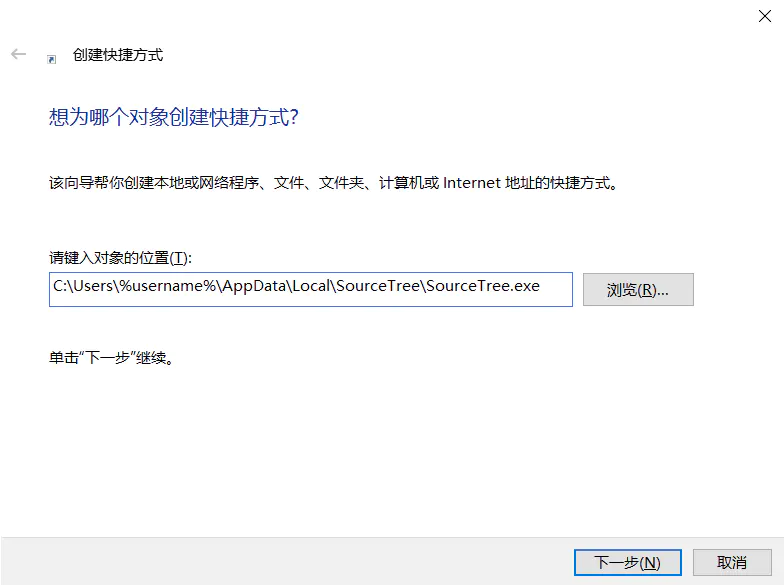 创建快捷方式
想为哪个对象创建快捷方式?
该向导帮你创建本地或网络程序、文件、文件夹、计算机或 Internet 地址的快捷方式。
请键入对象的位置(T):
C:\Users\%username%\AppData\Local\SourceTree\SourceTree.exe
浏览(R)...
单击“下一步”继续。
下一步(N)
取消